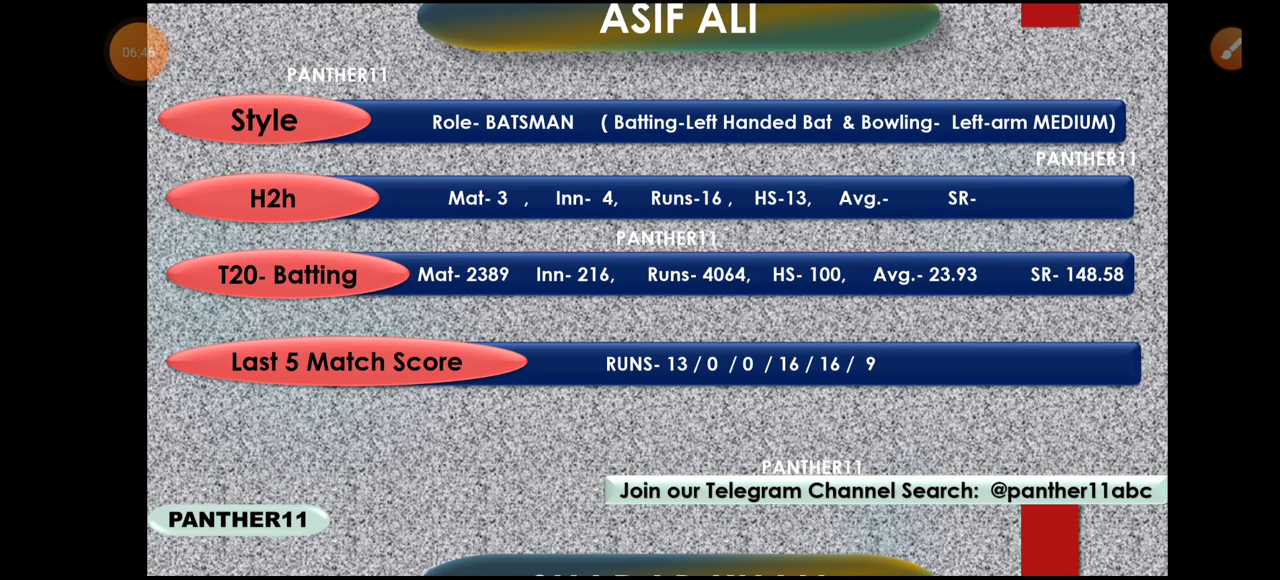 ASIF ALI
06:46
PANTHER11
Style Role- BATSMAN ( Batting-Left Handed Bat & Bowling- Left-arm MEDIUM)
PANTHER11
H2h Mat- 3 , Inn- 4, Runs-16 , HS-13, Avg.- SR-
PANTHER11
T20- Batting Mat- 2389 Inn- 216, Runs- 4064, HS- 100, Avg.- 23.93 SR- 148.58
Last 5 Match Score RUNS- 13 / 0 / 0 / 16 / 16 / 9
PANTHER11
Join our Telegram Channel Search: @panther11abc
PANTHER11